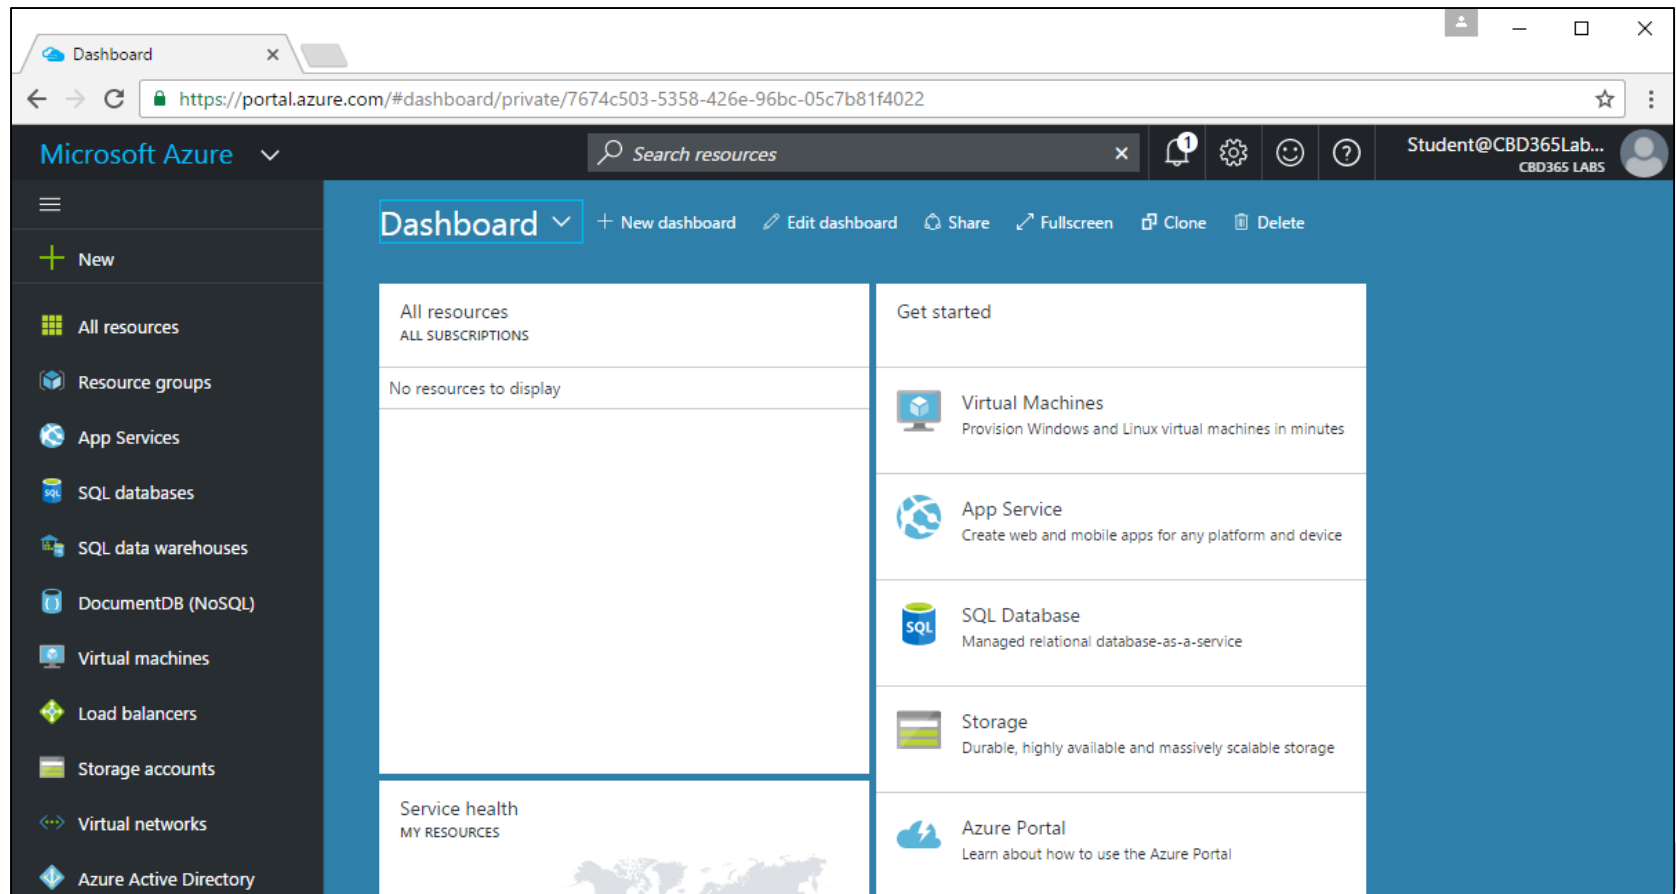 Dashboard
https://portal.azure.com/#dashboard/private/7674c503-5358-426e-96bc-05c7b81f4022
Microsoft Azure
Search resources
1
Student@CBD365Lab...
CBD365 LABS
New
All resources
Resource groups
App Services
SQL databases
SQL data warehouses
DocumentDB (NoSQL)
Virtual machines
Load balancers
Storage accounts
Virtual networks
Azure Active Directory
Dashboard
New dashboard
Edit dashboard
Share
Fullscreen
Clone
Delete
All resources
ALL SUBSCRIPTIONS
No resources to display
Service health
MY RESOURCES
Get started
Virtual Machines
Provision Windows and Linux virtual machines in minutes
App Service
Create web and mobile apps for any platform and device
SQL
SQL Database
Managed relational database-as-a-service
Storage
Durable, highly available and massively scalable storage
Azure Portal
Learn about how to use the Azure Portal